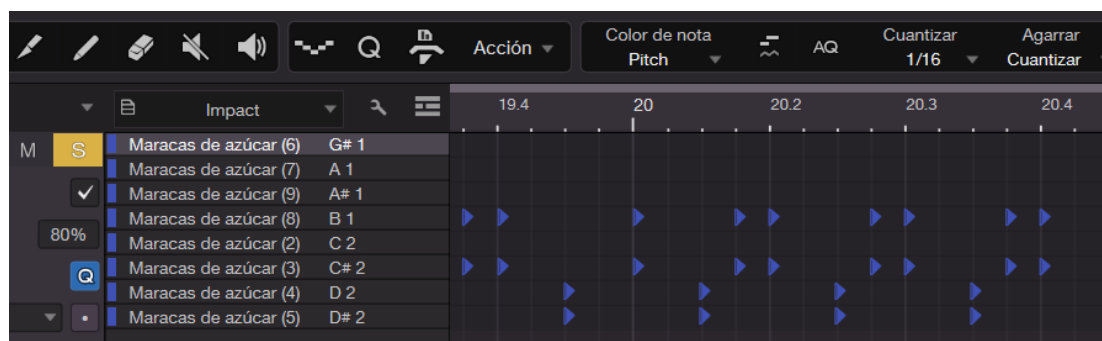 Acción
Color de nota
Pitch
AQ
Cuantizar
1/16
Agarrar
Cuantizar
Impact
19.4
20
20.2
20.3
20.4
M
S
80%
Q
Maracas de azúcar (6) G# 1
Maracas de azúcar (7) A 1
Maracas de azúcar (9) A# 1
Maracas de azúcar (8) B 1
Maracas de azúcar (2) C 2
Maracas de azúcar (3) C# 2
Maracas de azúcar (4) D 2
Maracas de azúcar (5) D# 2